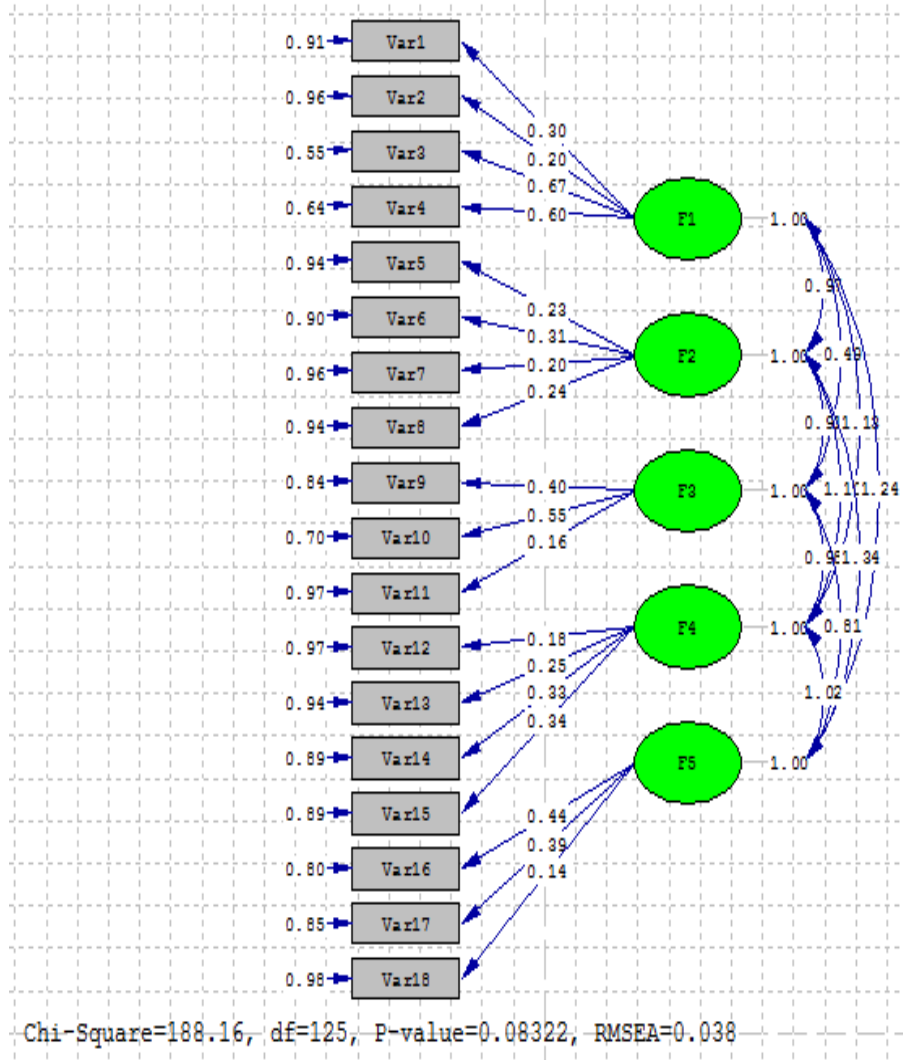 0.91 Var1
0.96 Var2
0.30
0.55 Var3
0.20
0.67
0.64 Var4
0.60
F1 1.00
0.94 Var5
0.97
0.23
0.90 Var6
0.31
F2 1.00 0.49
0.96 Var7
0.20
0.24
0.94 Var8
1.13
0.84 Var9
0.40
F3 1.00 1.24
0.55
0.70 Var10
0.16
1.34
0.97 Var11
0.18
F4 1.00 0.81
0.97 Var12
0.25
0.33
1.02
0.94 Var13
0.34
0.89 Var14
F5 1.00
0.89 Var15
0.44
0.39
0.80 Var16
0.14
0.85 Var17
0.98 Var18
Chi-Square=188.16, df=125, P-value=0.08322, RMSEA=0.038